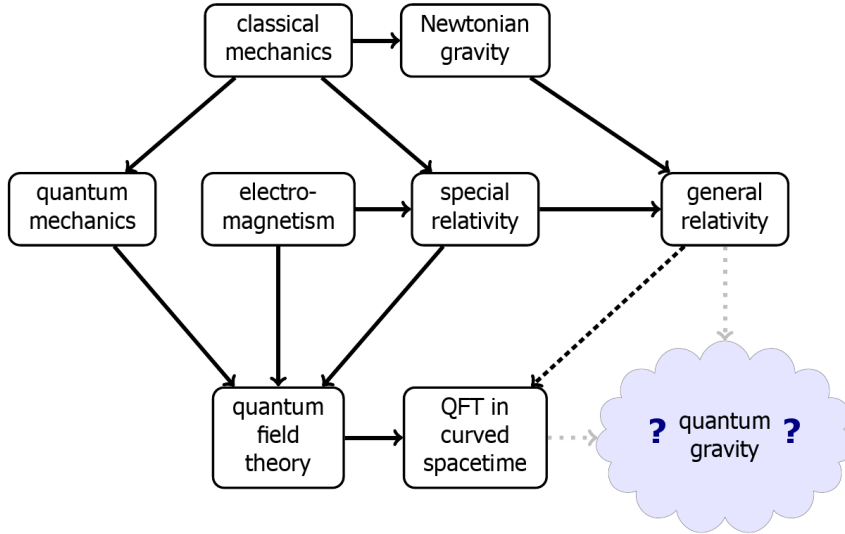 classical
mechanics
Newtonian
gravity
quantum
mechanics
electro-
magnetism
special
relativity
general
relativity
quantum
field
theory
QFT in
curved
spacetime
? quantum ?
gravity